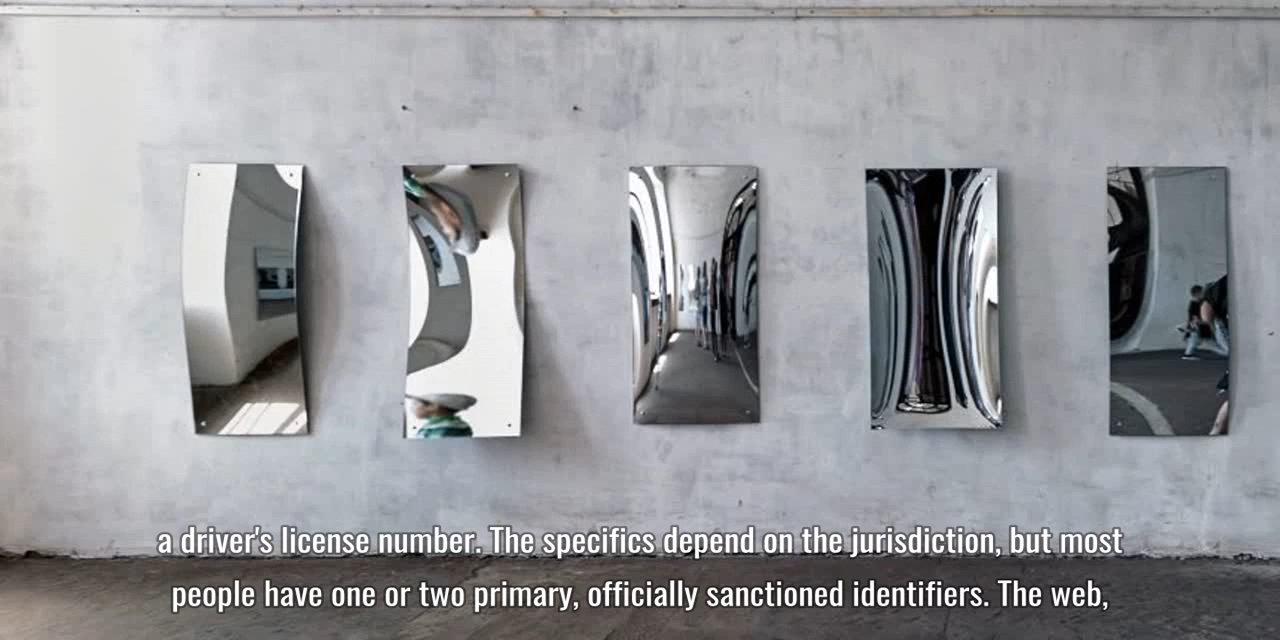 a driver's license number. The specifics depend on the jurisdiction, but most
people have one or two primary, officially sanctioned identifiers. The web,